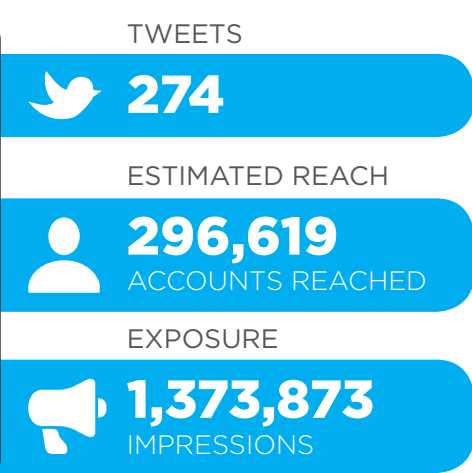 TWEETS
274
ESTIMATED REACH
296,619
ACCOUNTS REACHED
EXPOSURE
1,373,873
IMPRESSIONS